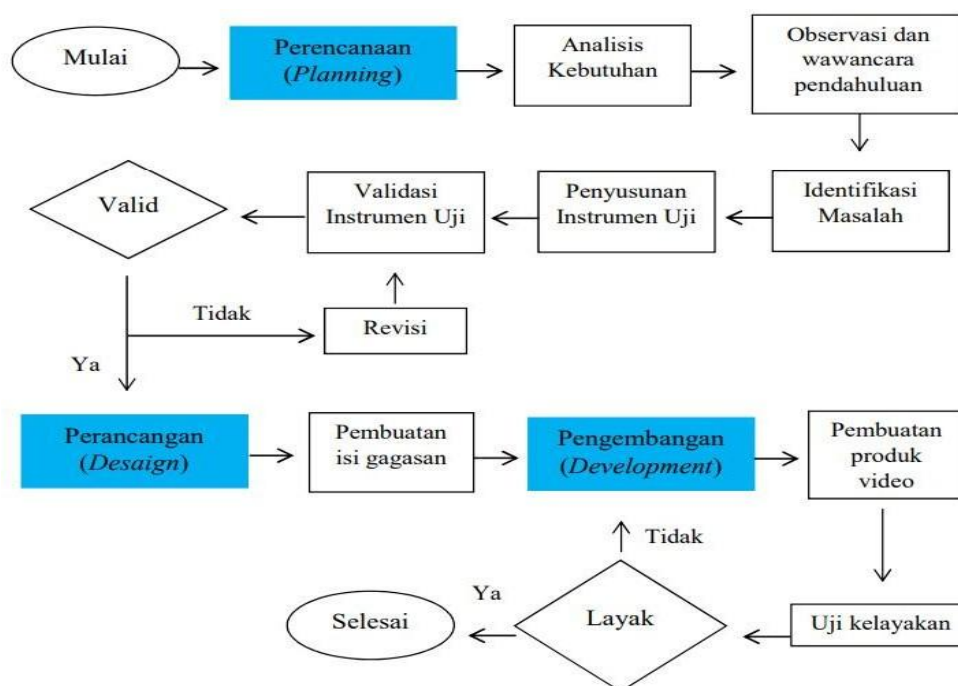 Mulai
Perencanaan
(Planning)
Analisis
Kebutuhan
Observasi dan
wawancara
pendahuluan
Identifikasi
Masalah
Penyusunan
Instrumen Uji
Validasi
Instrumen Uji
Valid
Tidak
Revisi
Ya
Perancangan
(Desaign)
Pembuatan
isi gagasan
Pengembangan
(Development)
Pembuatan
produk
video
Uji kelayakan
Layak
Tidak
Ya
Selesai